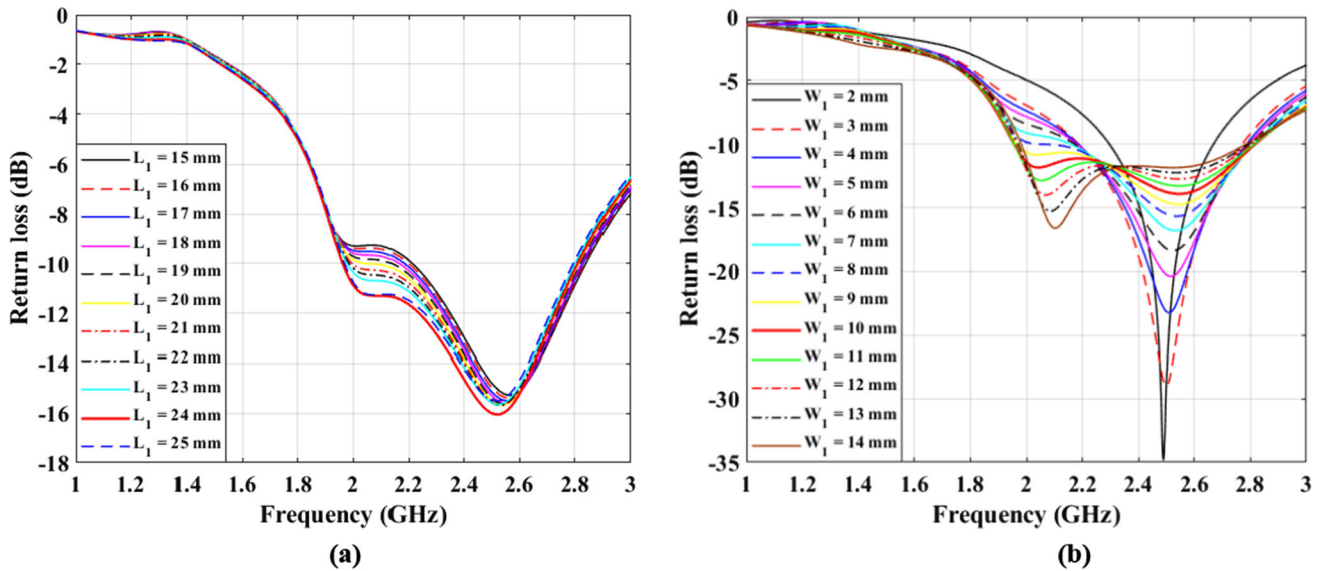 0
-2
-4
-6
-8
-10
-12
-14
-16
-18
Return loss (dB)
L1 = 15 mm
L1 = 16 mm
L1 = 17 mm
L1 = 18 mm
L1 = 19 mm
L1 = 20 mm
L1 = 21 mm
L1 = 22 mm
L1 = 23 mm
L1 = 24 mm
L1 = 25 mm
1 1.2 1.4 1.6 1.8 2 2.2 2.4 2.6 2.8 3
Frequency (GHz)
(a)
0
-5
-10
-15
-20
-25
-30
-35
Return loss (dB)
W1 = 2 mm
W1 = 3 mm
W1 = 4 mm
W1 = 5 mm
W1 = 6 mm
W1 = 7 mm
W1 = 8 mm
W1 = 9 mm
W1 = 10 mm
W1 = 11 mm
W1 = 12 mm
W1 = 13 mm
W1 = 14 mm
1 1.2 1.4 1.6 1.8 2 2.2 2.4 2.6 2.8 3
Frequency (GHz)
(b)